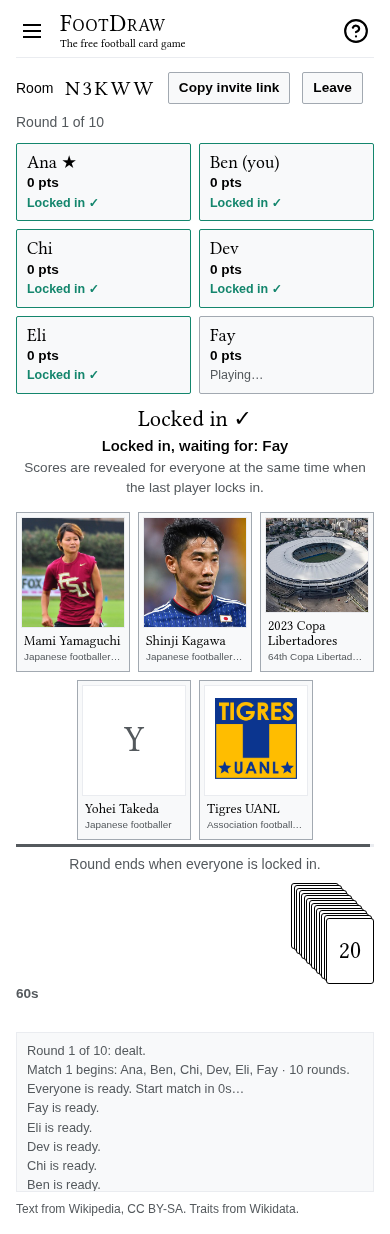 FOOTDRAW
The free football card game
Room N3KWW Copy invite link Leave
Round 1 of 10
Ana ★
0 pts
Locked in ✓
Ben (you)
0 pts
Locked in ✓
Chi
0 pts
Locked in ✓
Dev
0 pts
Locked in ✓
Eli
0 pts
Locked in ✓
Fay
0 pts
Playing…
Locked in ✓
Locked in, waiting for: Fay
Scores are revealed for everyone at the same time when
the last player locks in.
FOX
FSU
Mami Yamaguchi
Japanese footballer…
Shinji Kagawa
Japanese footballer…
2023 Copa
Libertadores
64th Copa Libertad…
Y
Yohei Takeda
Japanese footballer
TIGRES
UANL
Tigres UANL
Association football…
Round ends when everyone is locked in.
20
60s
Round 1 of 10: dealt.
Match 1 begins: Ana, Ben, Chi, Dev, Eli, Fay · 10 rounds.
Everyone is ready. Start match in 0s…
Fay is ready.
Eli is ready.
Dev is ready.
Chi is ready.
Ben is ready.
Text from Wikipedia, CC BY-SA. Traits from Wikidata.